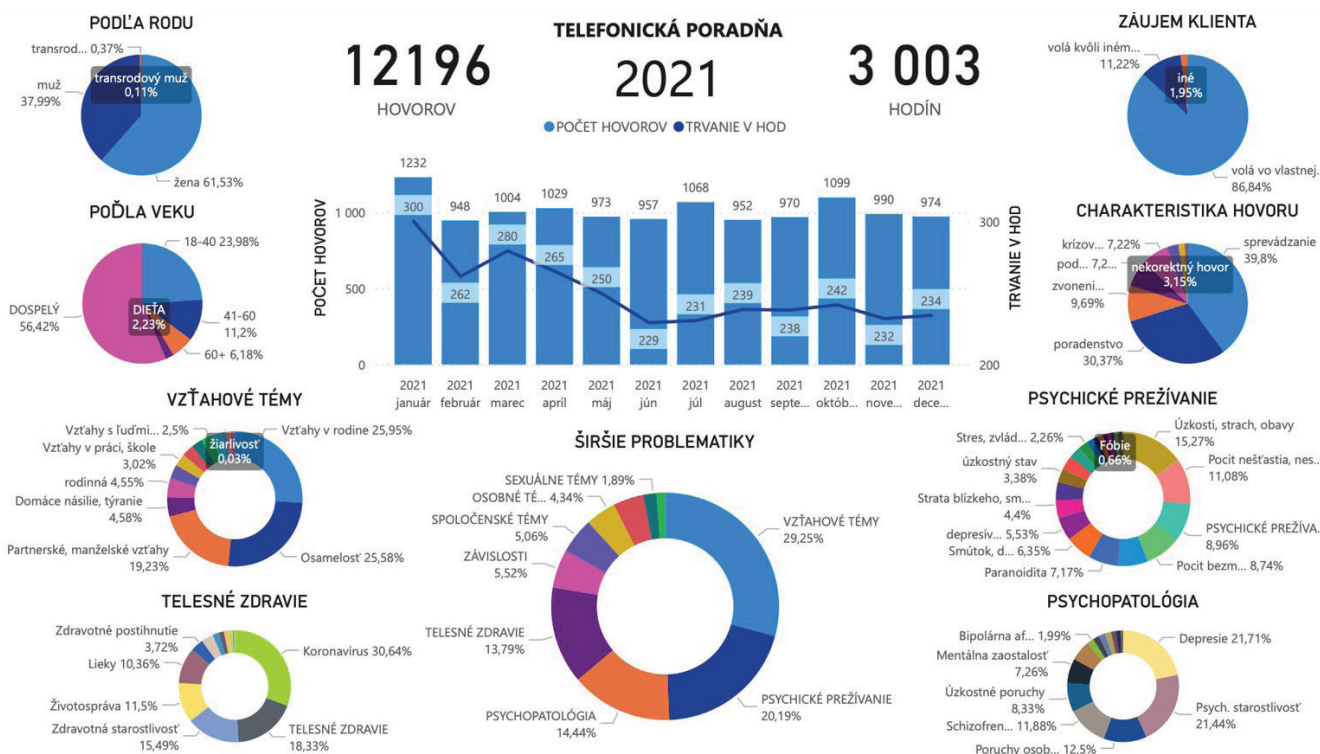 PODĽA RODU
transrod... 0,37%
muž
37,99%
transrodový muž
0,11%
žena 61,53%
POĎLA VEKU
18-40 23,98%
DOSPELÝ
56,42%
DIEŤA
2,23%
41-60
11,2%
60+ 6,18%
TELEFONICKÁ PORADŇA
12196
HOVOROV
2021
3 003
HODÍN
POČET HOVOROV
TRVANIE V HOD
POČET HOVOROV
1 000
500
0
1232
948
1004
1029
973
957
1068
952
970
1099
990
974
300
262
280
265
250
229
231
239
238
242
232
234
300
200
TRVANIE V HOD
2021
január
2021
február
2021
marec
2021
apríl
2021
máj
2021
jún
2021
júl
2021
august
2021
septe...
2021
októb...
2021
nove...
2021
dece...
ZÁUJEM KLIENTA
volá kvôli iném...
11,22%
iné
1,95%
volá vo vlastnej.
86,84%
CHARAKTERISTIKA HOVORU
krízov... 7,22%
pod... 7,2...
zvoneni...
9,69%
nekorektný hovor
3,15%
sprevádzanie
39,8%
poradenstvo
30,37%
VZŤAHOVÉ TÉMY
Vzťahy s ľuďmi ... 2,5%
Vzťahy v práci, škole
3,02%
rodinná 4,55%
Domáce násilie, týranie
4,58%
Partnerské, manželské vzťahy
19,23%
žiarlivosť
0,03%
Vzťahy v rodine 25,95%
Osamelosť 25,58%
ŠIRŠIE PROBLEMATIKY
SEXUÁLNE TÉMY 1,89%
OSOBNÉ TÉ... 4,34%
SPOLOČENSKÉ TÉMY
5,06%
ZÁVISLOSTI
5,52%
TELESNÉ ZDRAVIE
13,79%
PSYCHOPATOLÓGIA
14,44%
VZŤAHOVÉ TÉMY
29,25%
PSYCHICKÉ PREŽÍVANIE
20,19%
PSYCHICKÉ PREŽÍVANIE
Stres, zvlád... 2,26%
úzkostný stav
3,38%
Strata blízkeho, sm...
4,4%
depresív... 5,53%
Smútok, d... 6,35%
Paranoidita 7,17%
Fóbie
0,66%
Úzkosti, strach, obavy
15,27%
Pocit nešťastia, nes...
11,08%
PSYCHICKÉ PREŽÍVA.
8,96%
Pocit bezm... 8,74%
TELESNÉ ZDRAVIE
Zdravotné postihnutie
3,72%
Lieky 10,36%
Životospráva 11,5%
Zdravotná starostlivosť
15,49%
Koronavírus 30,64%
TELESNÉ ZDRAVIE
18,33%
PSYCHOPATOLÓGIA
Bipolárna af... 1,99%
Mentálna zaostalosť
7,26%
Úzkostné poruchy
8,33%
Schizofren... 11,88%
Poruchy osob... 12,5%
Depresie 21,71%
Psych. starostlivosť
21,44%